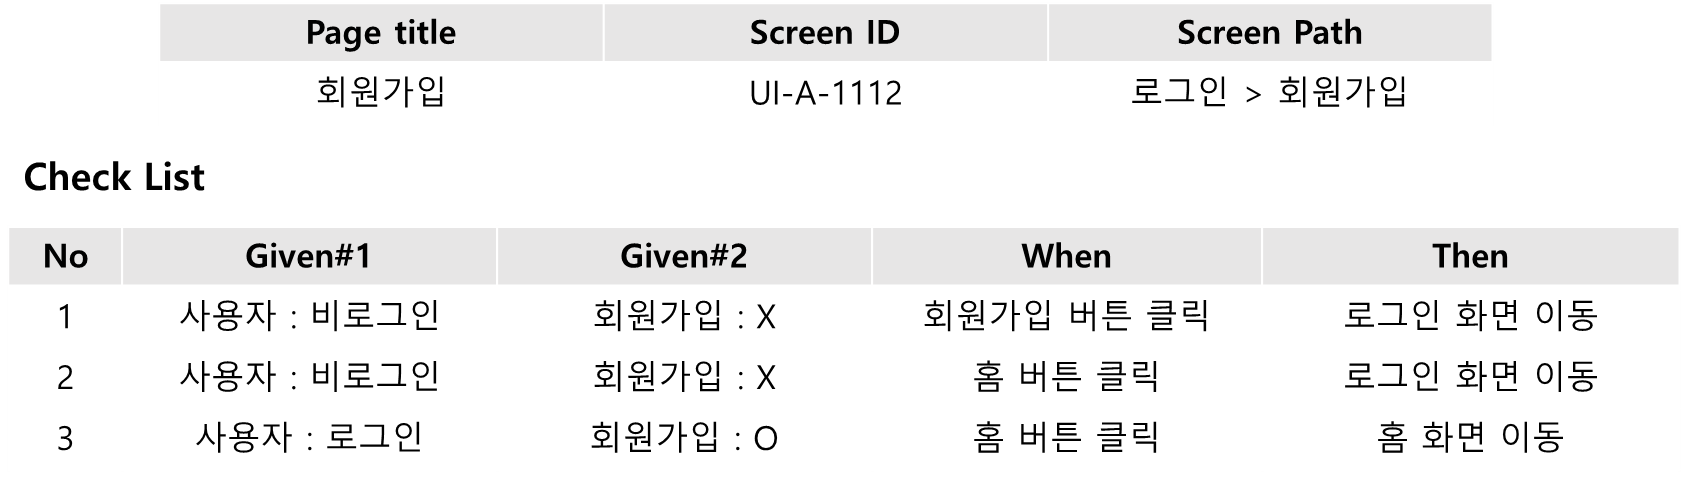 Page title Screen ID Screen Path
회원가입 UI-A-1112 로그인 > 회원가입
Check List
No Given#1 Given#2 When Then
1 사용자 : 비로그인 회원가입 : X 회원가입 버튼 클릭 로그인 화면 이동
2 사용자 : 비로그인 회원가입 : X 홈 버튼 클릭 로그인 화면 이동
3 사용자 : 로그인 회원가입 : O 홈 버튼 클릭 홈 화면 이동